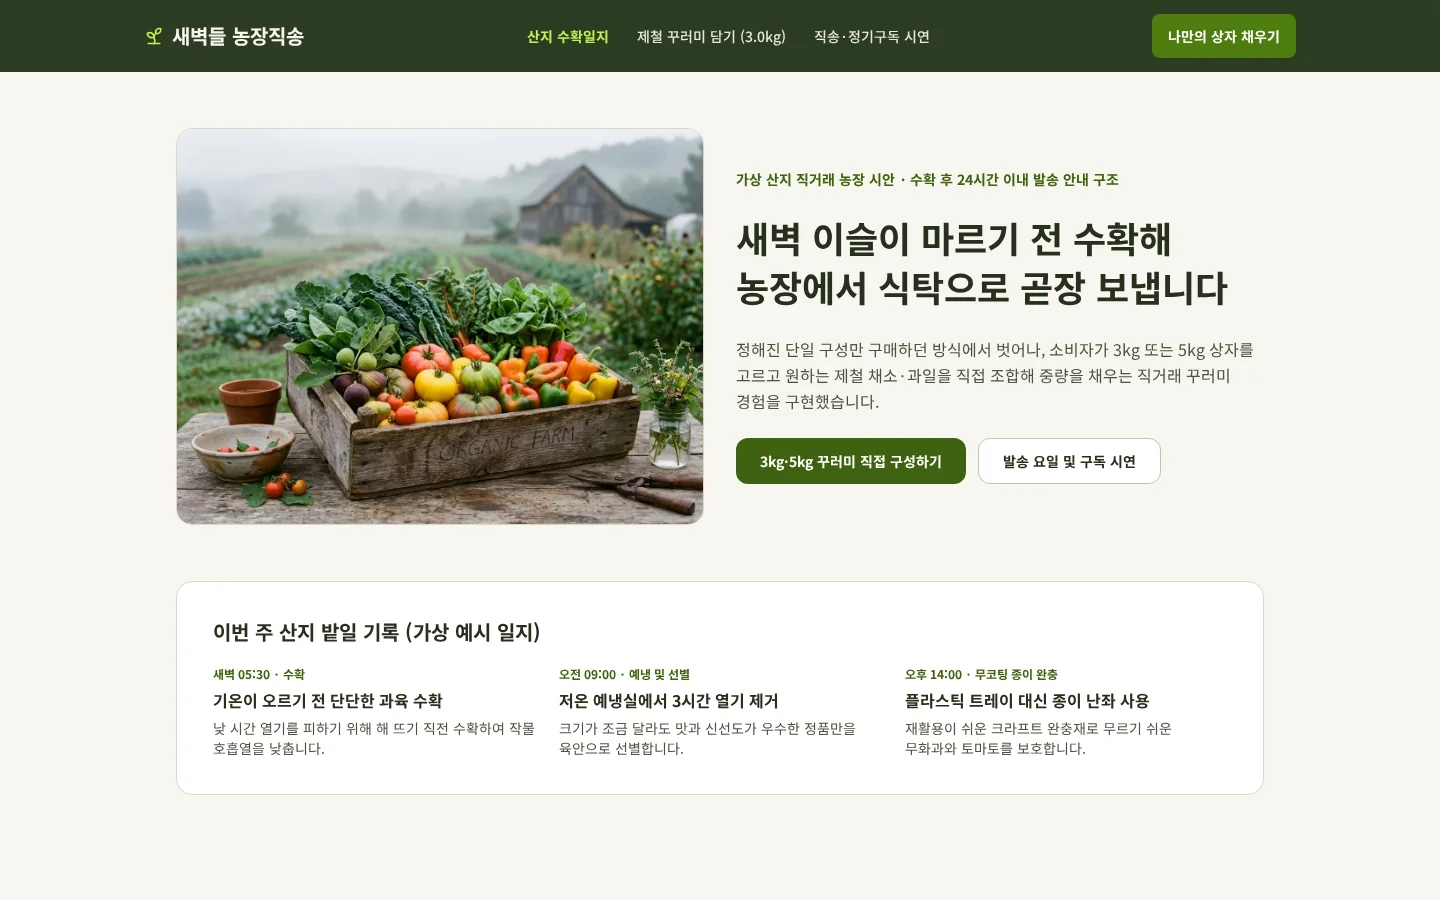 새벽들 농장직송
산지 수확일지
제철 꾸러미 담기 (3.0kg)
직송·정기구독 시연
나만의 상자 채우기
ORGANIC FARM
가상 산지 직거래 농장 시안 · 수확 후 24시간 이내 발송 안내 구조
새벽 이슬이 마르기 전 수확해
농장에서 식탁으로 곧장 보냅니다
정해진 단일 구성만 구매하던 방식에서 벗어나, 소비자가 3kg 또는 5kg 상자를
고르고 원하는 제철 채소·과일을 직접 조합해 중량을 채우는 직거래 꾸러미
경험을 구현했습니다.
3kg·5kg 꾸러미 직접 구성하기
발송 요일 및 구독 시연
이번 주 산지 밭일 기록 (가상 예시 일지)
새벽 05:30 · 수확
기온이 오르기 전 단단한 과육 수확
낮 시간 열기를 피하기 위해 해 뜨기 직전 수확하여 작물
호흡열을 낮춥니다.
오전 09:00 · 예냉 및 선별
저온 예냉실에서 3시간 열기 제거
크기가 조금 달라도 맛과 신선도가 우수한 정품만을
육안으로 선별합니다.
오후 14:00 · 무코팅 종이 완충
플라스틱 트레이 대신 종이 난좌 사용
재활용이 쉬운 크라프트 완충재로 무르기 쉬운
무화과와 토마토를 보호합니다.